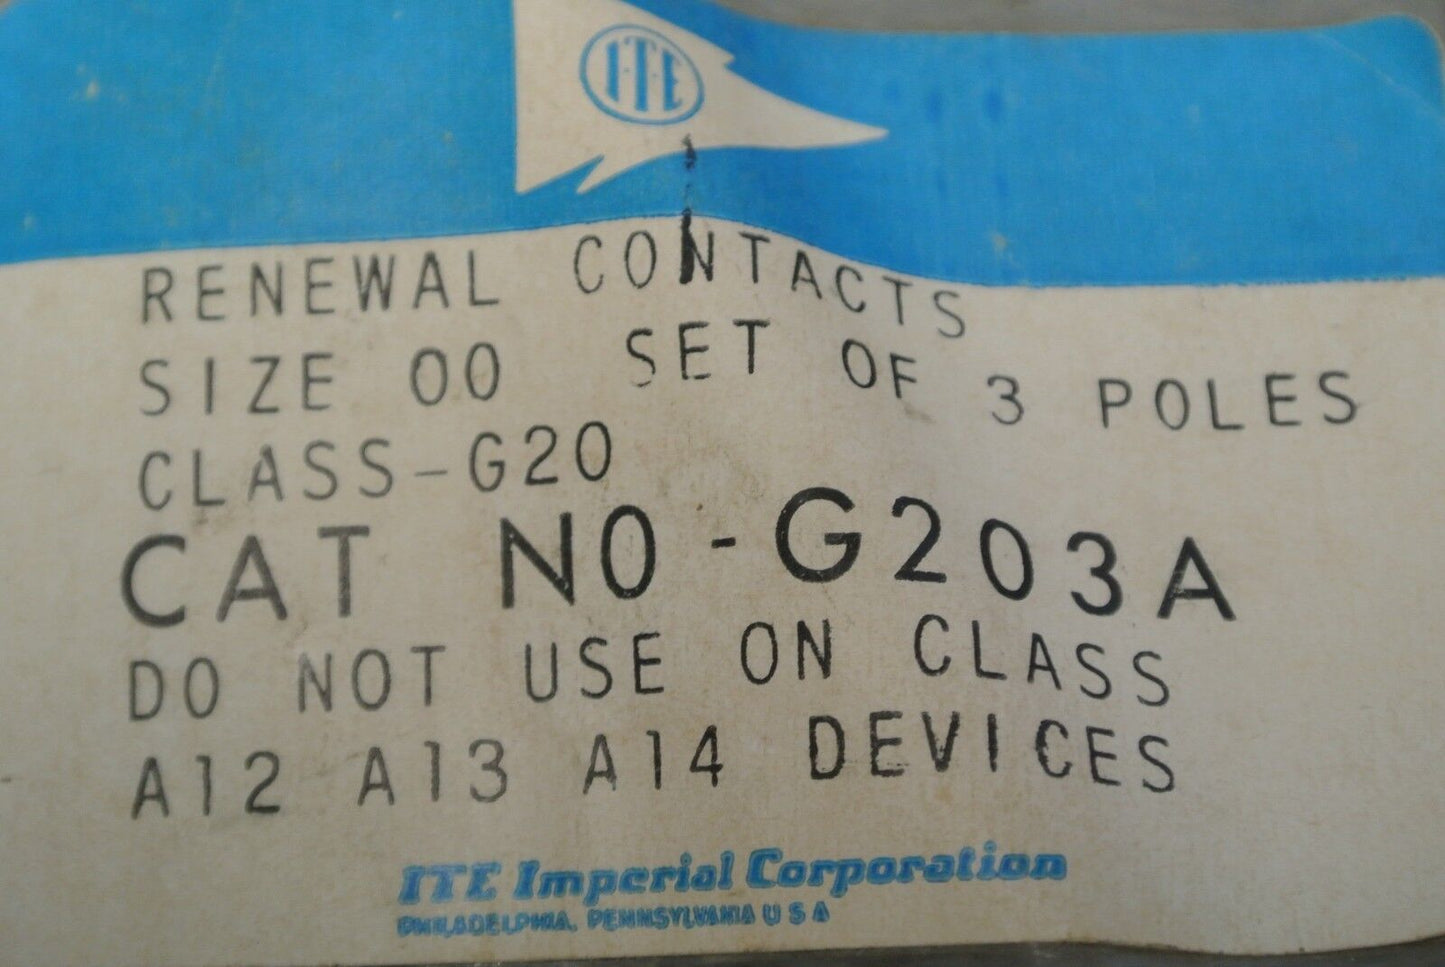 I·T·E
RENEWAL CONTACTS
SIZE 00 SET OF 3 POLES
CLASS-G20
CAT NO - G203A
DO NOT USE ON CLASS
A12 A13 A14 DEVICES
ITE Imperial Corporation
PHILADELPHIA, PENNSYLVANIA U S A